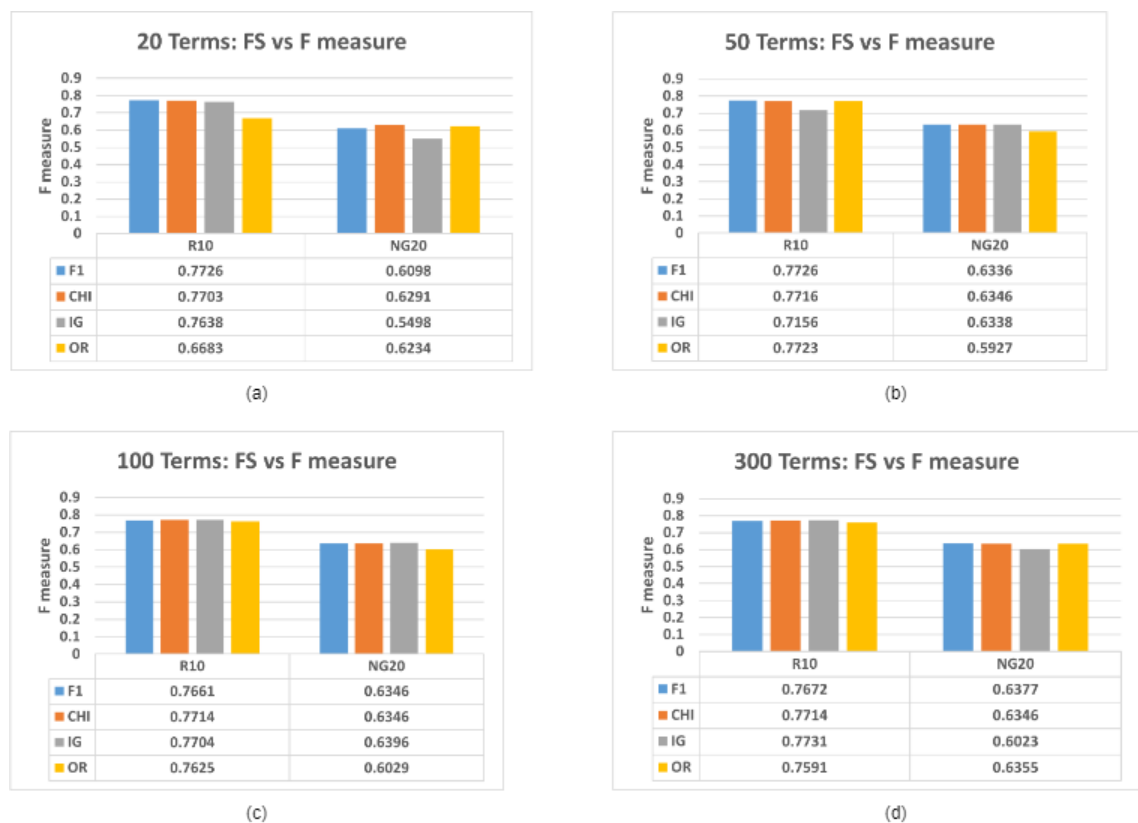 20 Terms: FS vs F measure
F measure
0.9
0.8
0.7
0.6
0.5
0.4
0.3
0.2
0.1
0
R10 NG20
F1 0.7726 0.6098
CHI 0.7703 0.6291
IG 0.7638 0.5498
OR 0.6683 0.6234
(a)
50 Terms: FS vs F measure
F measure
0.9
0.8
0.7
0.6
0.5
0.4
0.3
0.2
0.1
0
R10 NG20
F1 0.7726 0.6336
CHI 0.7716 0.6346
IG 0.7156 0.6338
OR 0.7723 0.5927
(b)
100 Terms: FS vs F measure
F measure
0.9
0.8
0.7
0.6
0.5
0.4
0.3
0.2
0.1
0
R10 NG20
F1 0.7661 0.6346
CHI 0.7714 0.6346
IG 0.7704 0.6396
OR 0.7625 0.6029
(c)
300 Terms: FS vs F measure
F measure
0.9
0.8
0.7
0.6
0.5
0.4
0.3
0.2
0.1
0
R10 NG20
F1 0.7672 0.6377
CHI 0.7714 0.6346
IG 0.7731 0.6023
OR 0.7591 0.6355
(d)